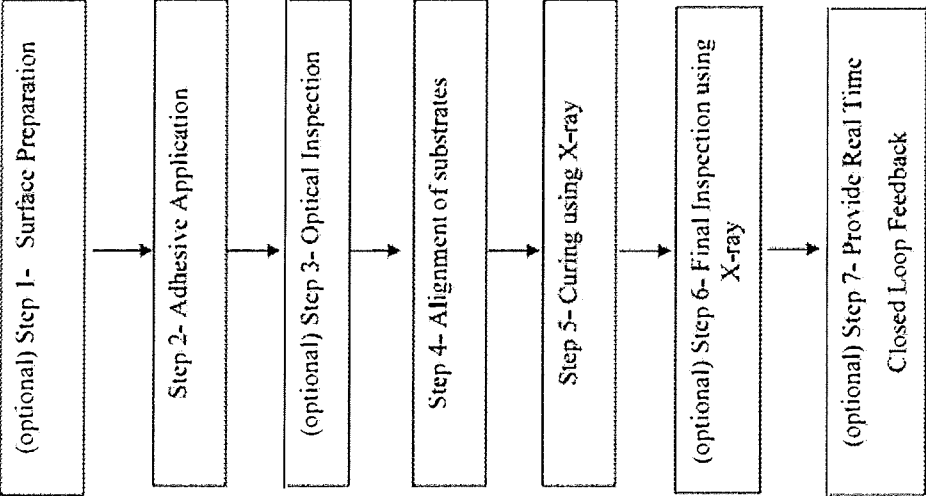 (optional) Step 1- Surface Preparation
Step 2- Adhesive Application
(optional) Step 3- Optical Inspection
Step 4- Alignment of substrates
Step 5- Curing using X-ray
(optional) Step 6- Final Inspection using
X-ray
(optional) Step 7- Provide Real Time
Closed Loop Feedback